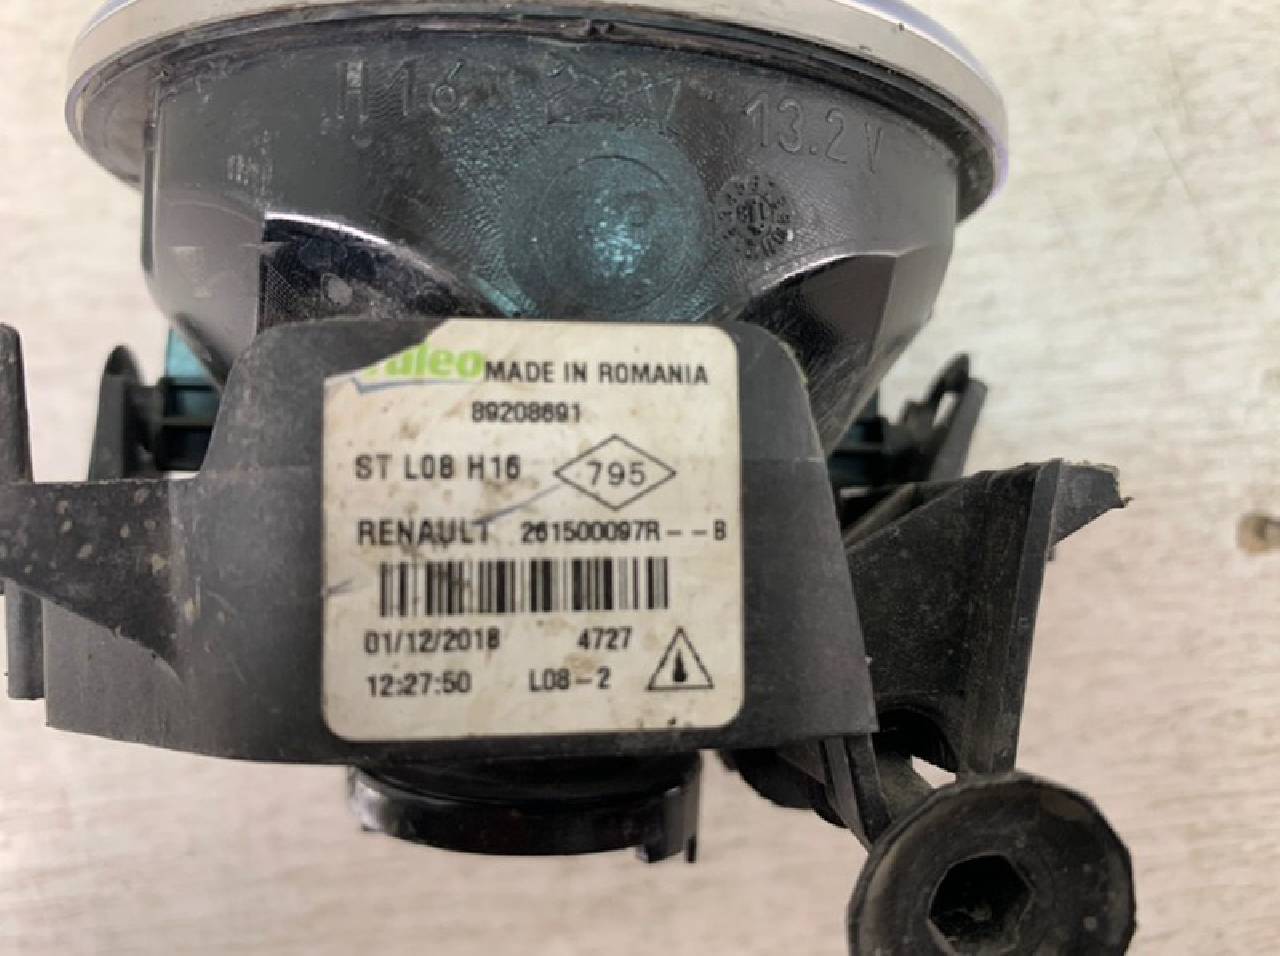 H16 13.2V
Valeo MADE IN ROMANIA
89208691
ST L08 H16 795
RENAULT 261500097R--B
01/12/2018 4727
12:27:50 L08-2